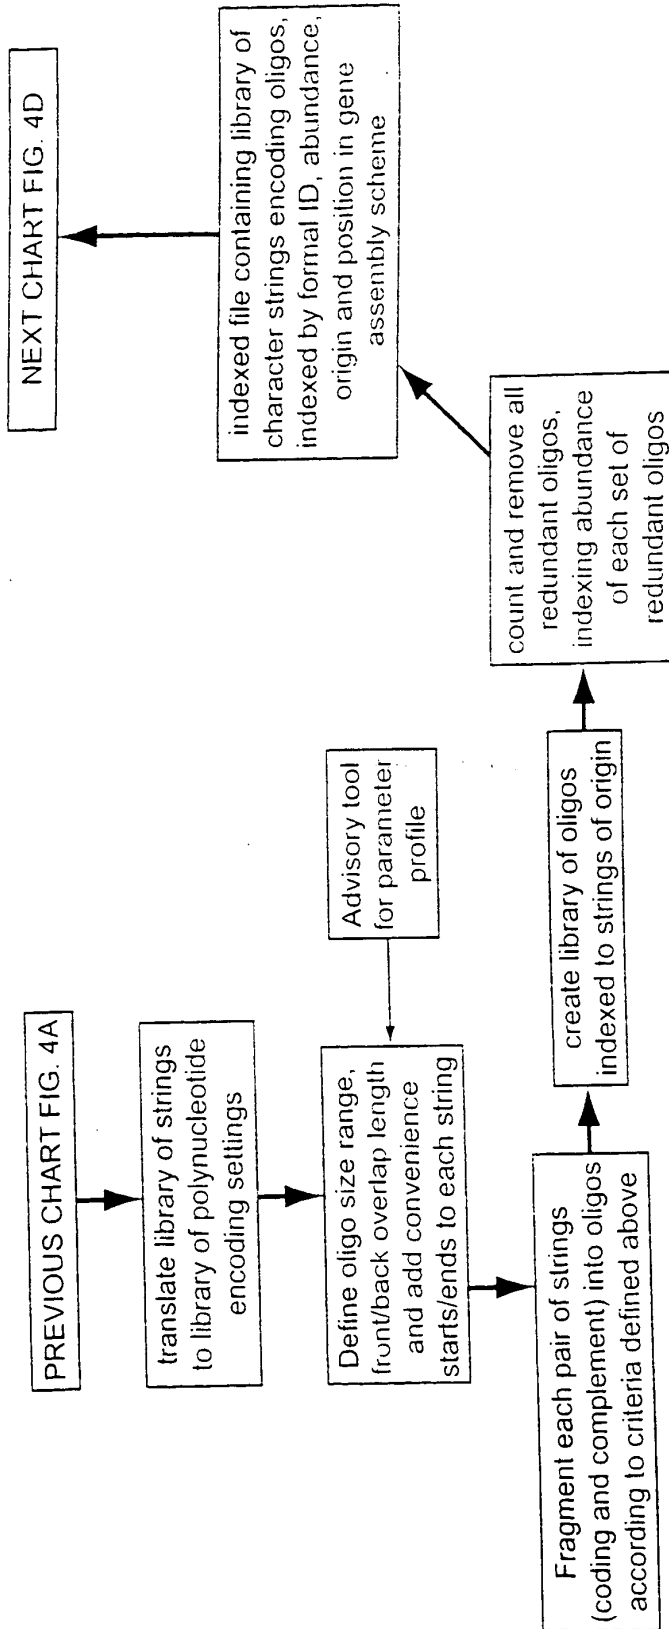 PREVIOUS CHART FIG. 4A
translate library of strings
to library of polynucleotide
encoding settings
Define oligo size range,
front/back overlap length
and add convenience
starts/ends to each string
Advisory tool
for parameter
profile
Fragment each pair of strings
(coding and complement) into oligos
according to criteria defined above
create library of oligos
indexed to strings of origin
count and remove all
redundant oligos,
indexing abundance
of each set of
redundant oligos
indexed file containing library of
character strings encoding oligos,
indexed by formal ID, abundance,
origin and position in gene
assembly scheme
NEXT CHART FIG. 4D